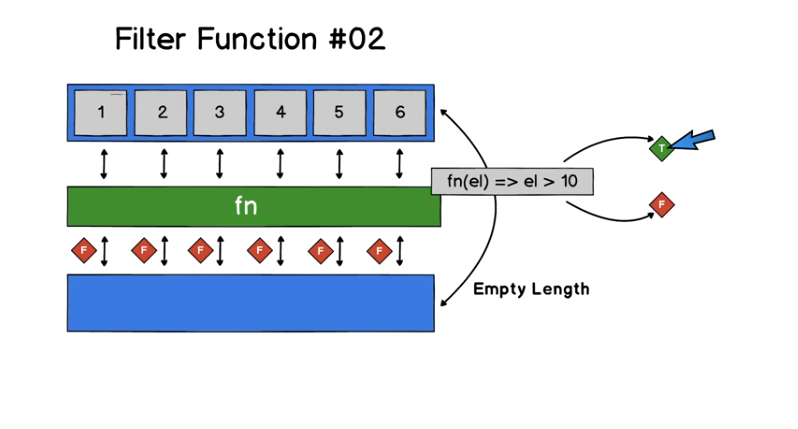 Filter Function #02
1 2 3 4 5 6
T
fn(el) => el > 10
fn
F
F F F F F F
Empty Length